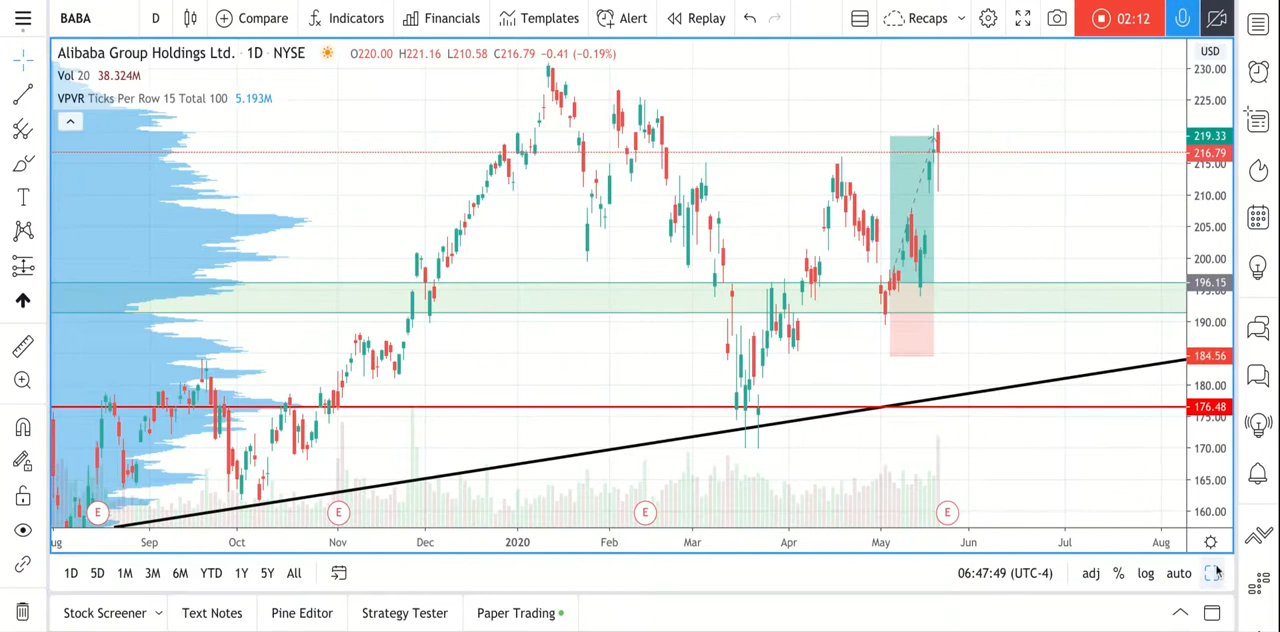 BABA D Compare Indicators Financials Templates Alert Replay Recaps 02:12
Alibaba Group Holdings Ltd. · 1D · NYSE O220.00 H221.16 L210.58 C216.79 −0.41 (−0.19%) USD
Vol 20 38.324M
VPVR Ticks Per Row 15 Total 100 5.193M
230.00
225.00
219.33
216.79
215.00
210.00
205.00
200.00
196.15
190.00
184.56
180.00
176.48
175.00
170.00
165.00
160.00
E E E E
ug Sep Oct Nov Dec 2020 Feb Mar Apr May Jun Jul Aug
1D 5D 1M 3M 6M YTD 1Y 5Y All 06:47:49 (UTC-4) adj % log auto
Stock Screener Text Notes Pine Editor Strategy Tester Paper Trading